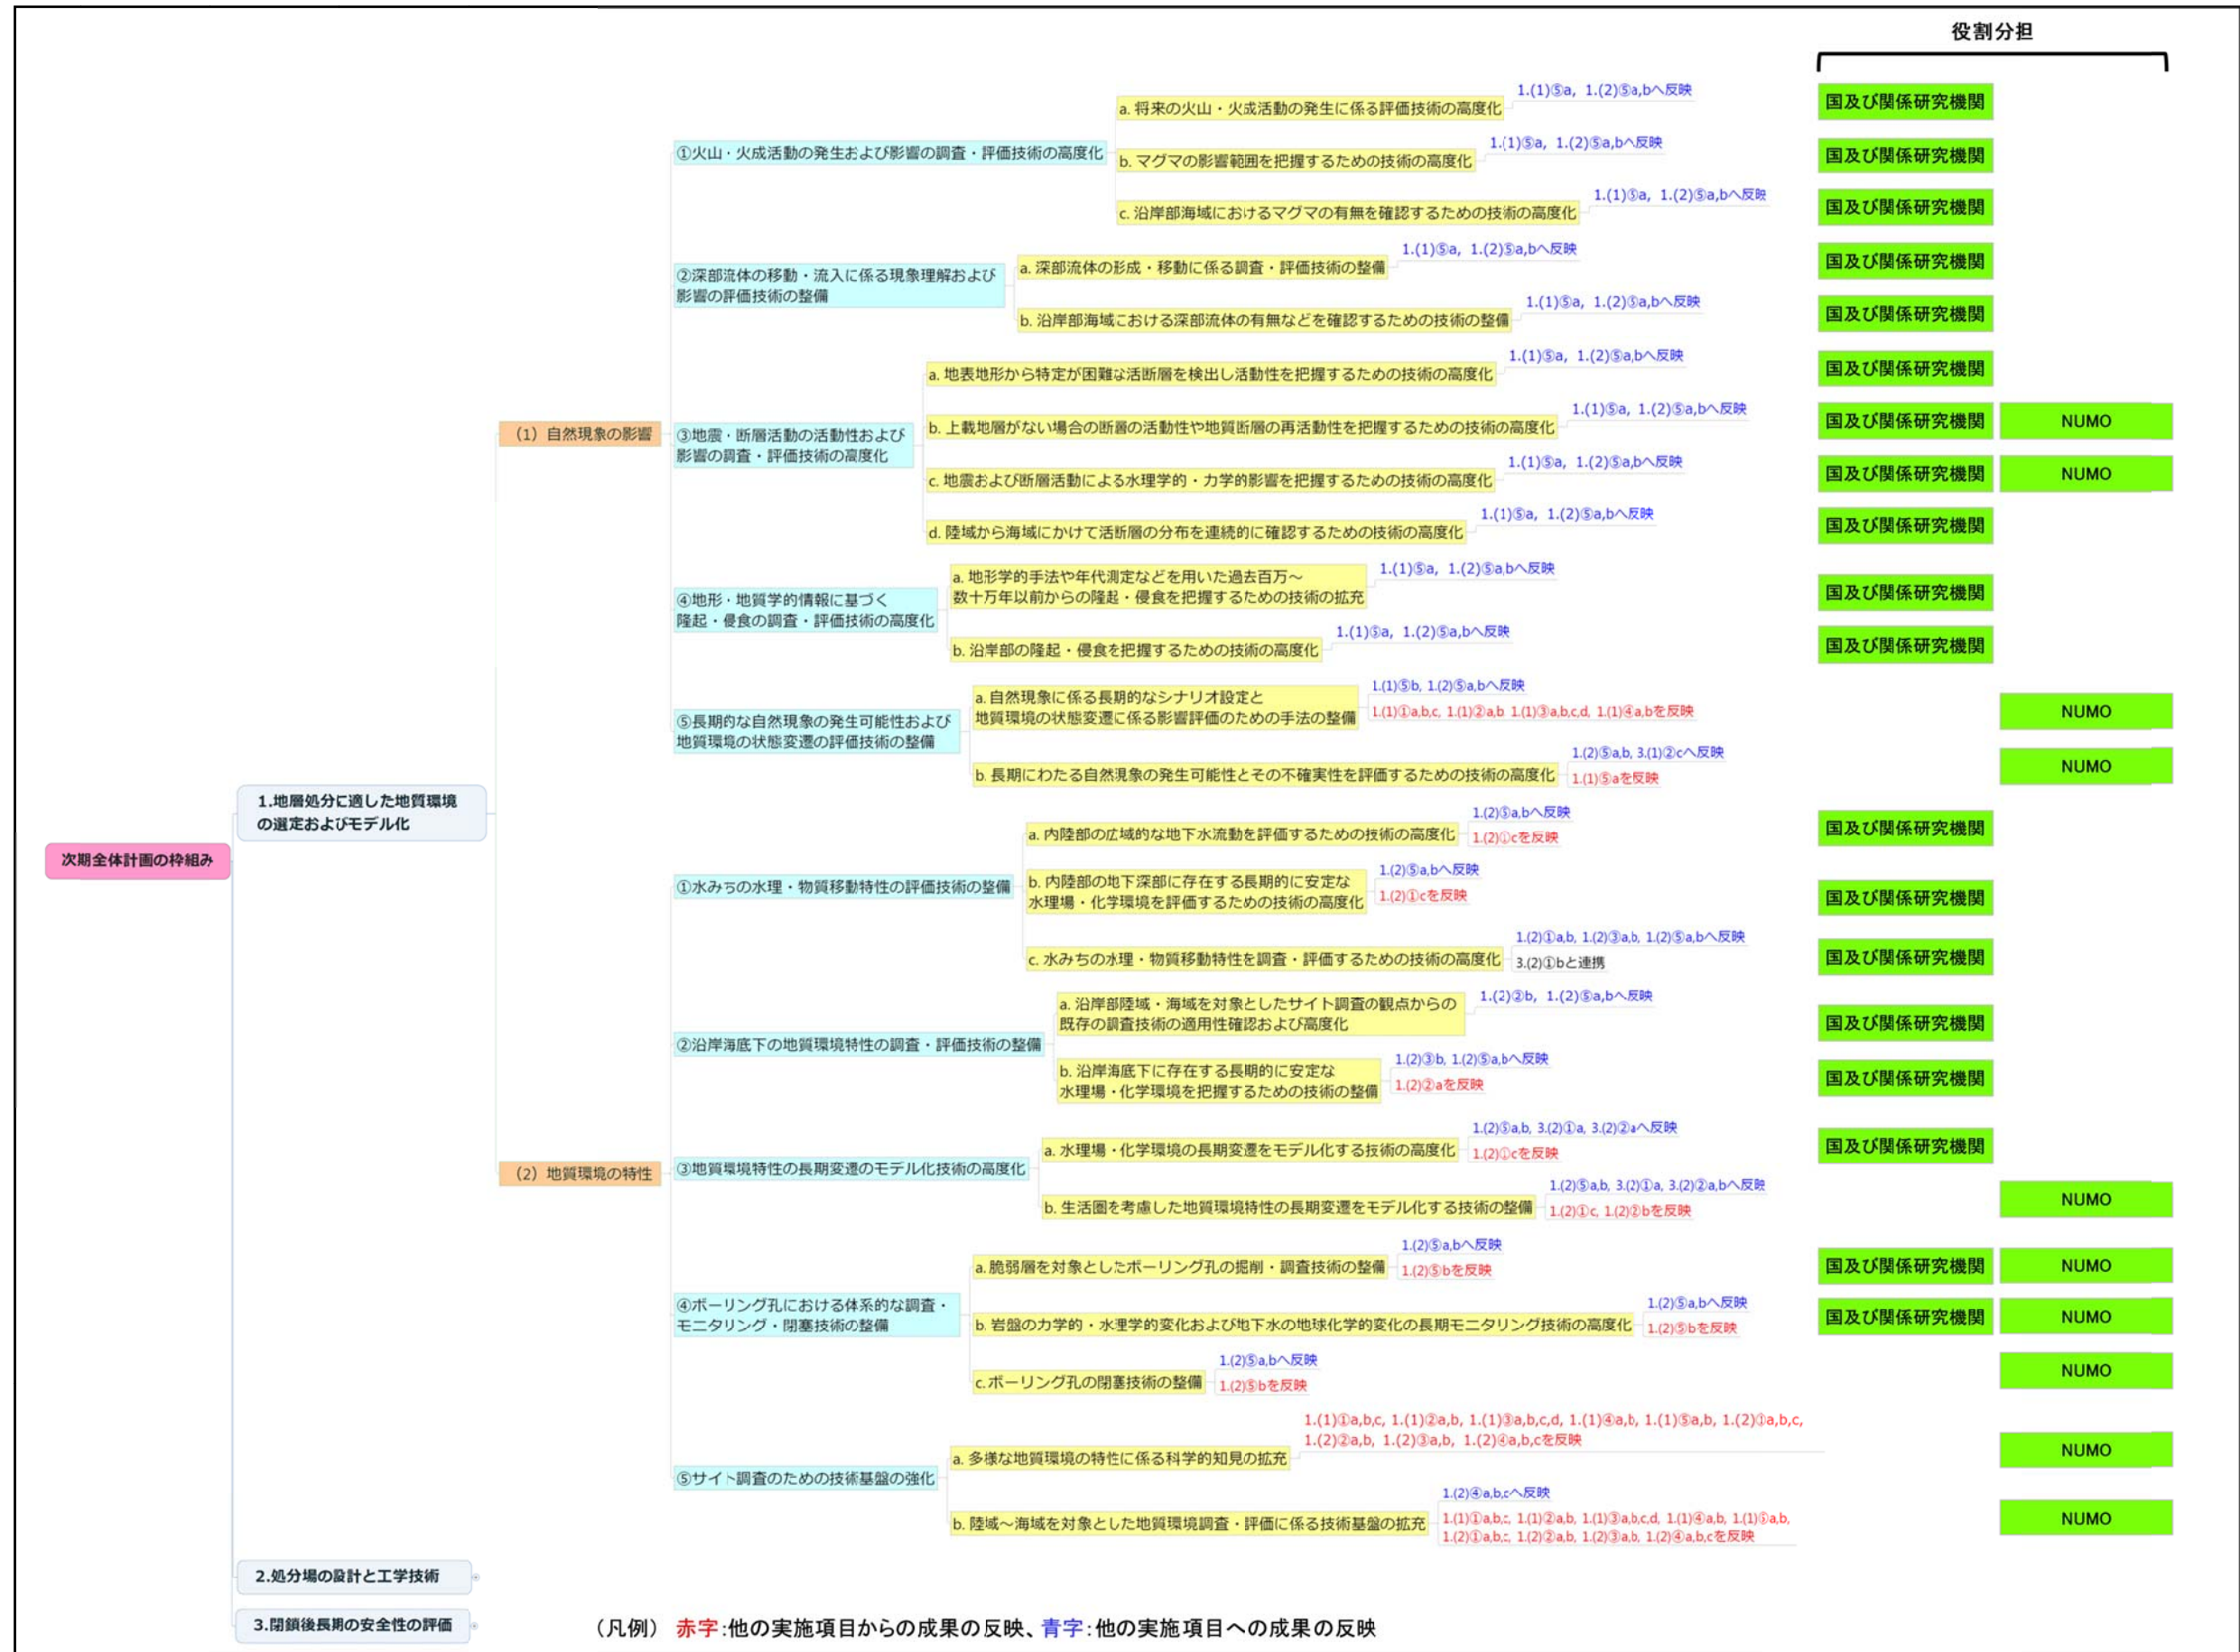 役割分担
次期全体計画の枠組み
1.地層処分に適した地質環境
の選定およびモデル化
(1) 自然現象の影響
①火山・火成活動の発生および影響の調査・評価技術の高度化
a. 将来の火山・火成活動の発生に係る評価技術の高度化
1.(1)⑤a, 1.(2)⑤a,bへ反映
国及び関係研究機関
b. マグマの影響範囲を把握するための技術の高度化
1.(1)⑤a, 1.(2)⑤a,bへ反映
国及び関係研究機関
c. 沿岸部海域におけるマグマの有無を確認するための技術の高度化
1.(1)⑤a, 1.(2)⑤a,bへ反映
国及び関係研究機関
②深部流体の移動・流入に係る現象理解および
影響の評価技術の整備
a. 深部流体の形成・移動に係る調査・評価技術の整備
1.(1)⑤a, 1.(2)⑤a,bへ反映
国及び関係研究機関
b. 沿岸部海域における深部流体の有無などを確認するための技術の整備
1.(1)⑤a, 1.(2)⑤a,bへ反映
国及び関係研究機関
③地震・断層活動の活動性および
影響の調査・評価技術の高度化
a. 地表地形から特定が困難な活断層を検出し活動性を把握するための技術の高度化
1.(1)⑤a, 1.(2)⑤a,bへ反映
国及び関係研究機関
b. 上載地層がない場合の断層の活動性や地質断層の再活動性を把握するための技術の高度化
1.(1)⑤a, 1.(2)⑤a,bへ反映
国及び関係研究機関
NUMO
c. 地震および断層活動による水理学的・力学的影響を把握するための技術の高度化
1.(1)⑤a, 1.(2)⑤a,bへ反映
国及び関係研究機関
NUMO
d. 陸域から海域にかけて活断層の分布を連続的に確認するための技術の高度化
1.(1)⑤a, 1.(2)⑤a,bへ反映
国及び関係研究機関
④地形・地質学的情報に基づく
隆起・侵食の調査・評価技術の高度化
a. 地形学的手法や年代測定などを用いた過去百万～
数十万年以前からの隆起・侵食を把握するための技術の拡充
1.(1)⑤a, 1.(2)⑤a,bへ反映
国及び関係研究機関
b. 沿岸部の隆起・侵食を把握するための技術の高度化
1.(1)⑤a, 1.(2)⑤a,bへ反映
国及び関係研究機関
⑤長期的な自然現象の発生可能性および
地質環境の状態変遷の評価技術の整備
a. 自然現象に係る長期的なシナリオ設定と
地質環境の状態変遷に係る影響評価のための手法の整備
1.(1)⑤b, 1.(2)⑤a,bへ反映
1.(1)①a,b,c, 1.(1)②a,b 1.(1)③a,b,c,d, 1.(1)④a,bを反映
NUMO
b. 長期にわたる自然現象の発生可能性とその不確実性を評価するための技術の高度化
1.(2)⑤a,b, 3.(1)②cへ反映
1.(1)⑤aを反映
NUMO
(2) 地質環境の特性
①水みちの水理・物質移動特性の評価技術の整備
a. 内陸部の広域的な地下水流動を評価するための技術の高度化
1.(2)⑤a,bへ反映
1.(2)①cを反映
国及び関係研究機関
b. 内陸部の地下深部に存在する長期的に安定な
水理場・化学環境を評価するための技術の高度化
1.(2)⑤a,bへ反映
1.(2)①cを反映
国及び関係研究機関
c. 水みちの水理・物質移動特性を調査・評価するための技術の高度化
1.(2)①a,b, 1.(2)③a,b, 1.(2)⑤a,bへ反映
3.(2)①bと連携
国及び関係研究機関
②沿岸海底下の地質環境特性の調査・評価技術の整備
a. 沿岸部陸域・海域を対象としたサイト調査の観点からの
既存の調査技術の適用性確認および高度化
1.(2)②b, 1.(2)⑤a,bへ反映
国及び関係研究機関
b. 沿岸海底下に存在する長期的に安定な
水理場・化学環境を把握するための技術の整備
1.(2)③b, 1.(2)⑤a,bへ反映
1.(2)②aを反映
国及び関係研究機関
③地質環境特性の長期変遷のモデル化技術の高度化
a. 水理場・化学環境の長期変遷をモデル化する技術の高度化
1.(2)⑤a,b, 3.(2)①a, 3.(2)②aへ反映
1.(2)①cを反映
国及び関係研究機関
b. 生活圏を考慮した地質環境特性の長期変遷をモデル化する技術の整備
1.(2)⑤a,b, 3.(2)①a, 3.(2)②a,bへ反映
1.(2)①c, 1.(2)②bを反映
NUMO
④ボーリング孔における体系的な調査・
モニタリング・閉塞技術の整備
a. 脆弱層を対象としたボーリング孔の掘削・調査技術の整備
1.(2)⑤a,bへ反映
1.(2)⑤bを反映
国及び関係研究機関
NUMO
b. 岩盤の力学的・水理学的変化および地下水の地球化学的変化の長期モニタリング技術の高度化
1.(2)⑤a,bへ反映
1.(2)⑤bを反映
国及び関係研究機関
NUMO
c. ボーリング孔の閉塞技術の整備
1.(2)⑤a,bへ反映
1.(2)⑤bを反映
NUMO
⑤サイト調査のための技術基盤の強化
a. 多様な地質環境の特性に係る科学的知見の拡充
1.(1)①a,b,c, 1.(1)②a,b, 1.(1)③a,b,c,d, 1.(1)④a,b, 1.(1)⑤a,b, 1.(2)①a,b,c,
1.(2)②a,b, 1.(2)③a,b, 1.(2)④a,b,cを反映
NUMO
b. 陸域～海域を対象とした地質環境調査・評価に係る技術基盤の拡充
1.(2)④a,b,cへ反映
1.(1)①a,b,c, 1.(1)②a,b, 1.(1)③a,b,c,d, 1.(1)④a,b, 1.(1)⑤a,b,
1.(2)①a,b,c, 1.(2)②a,b, 1.(2)③a,b, 1.(2)④a,b,cを反映
NUMO
2.処分場の設計と工学技術
3.閉鎖後長期の安全性の評価
(凡例) 赤字:他の実施項目からの成果の反映、青字:他の実施項目への成果の反映